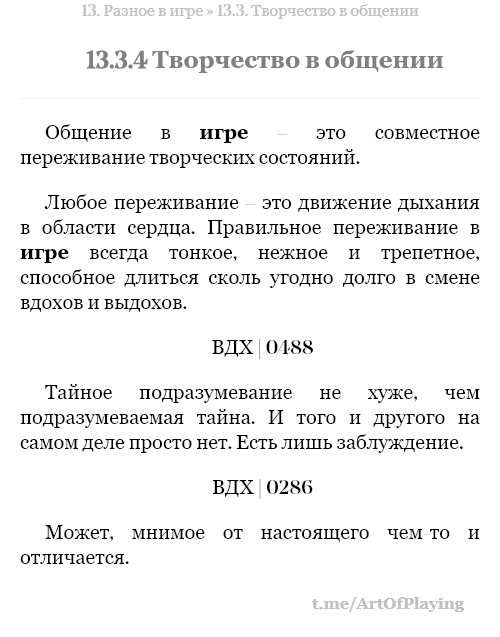 13. Разное в игре » 13.3. Творчество в общении
13.3.4 Творчество в общении
Общение в игре – это совместное
переживание творческих состояний.
Любое переживание – это движение дыхания
в области сердца. Правильное переживание в
игре всегда тонкое, нежное и трепетное,
способное длиться сколь угодно долго в смене
вдохов и выдохов.
ВДХ | 0488
Тайное подразумевание не хуже, чем
подразумеваемая тайна. И того и другого на
самом деле просто нет. Есть лишь заблуждение.
ВДХ | 0286
Может, мнимое от настоящего чем-то и
отличается.
t.me/ArtOfPlaying